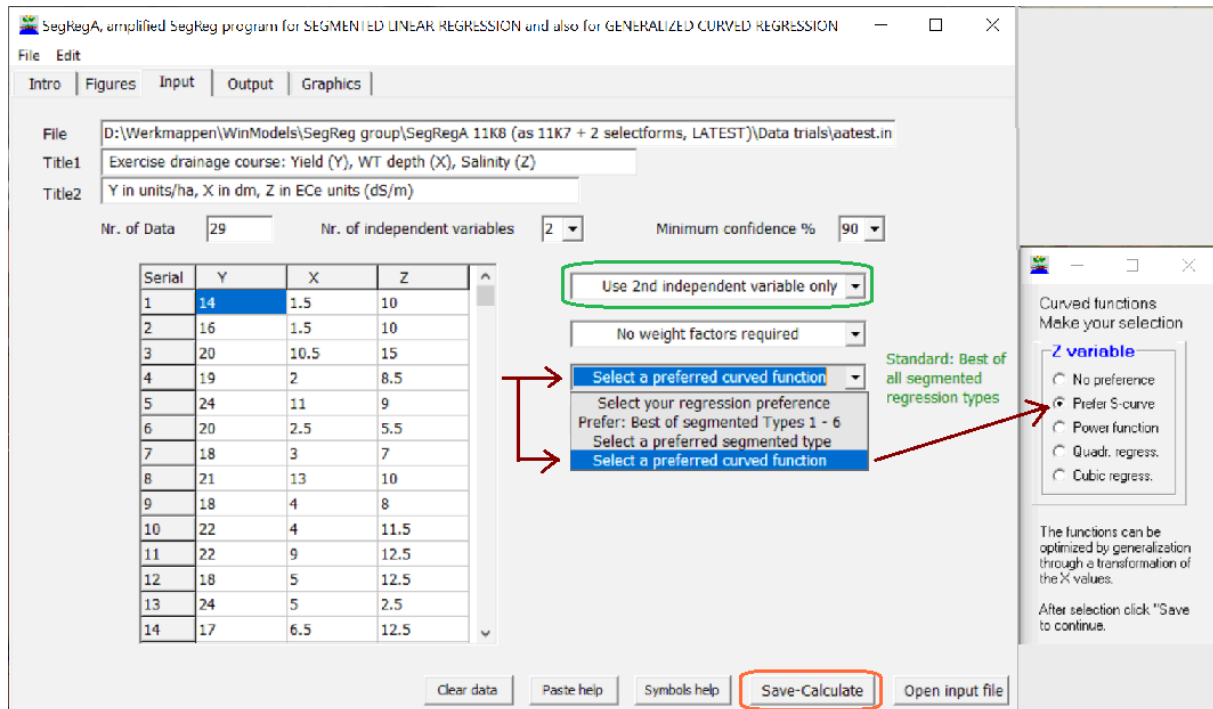 SegRegA, amplified SegReg program for SEGMENTED LINEAR REGRESSION and also for GENERALIZED CURVED REGRESSION
File Edit
Intro Figures Input Output Graphics
File D:\Werkmappen\WinModels\SegReg group\SegRegA 11K8 (as 11K7 + 2 selectforms, LATEST)\Data trials\aatest.in
Title1 Exercise drainage course: Yield (Y), WT depth (X), Salinity (Z)
Title2 Y in units/ha, X in dm, Z in ECe units (dS/m)
Nr. of Data 29 Nr. of independent variables 2 Minimum confidence % 90
Serial Y X Z
1 14 1.5 10
2 16 1.5 10
3 20 10.5 15
4 19 2 8.5
5 24 11 9
6 20 2.5 5.5
7 18 3 7
8 21 13 10
9 18 4 8
10 22 4 11.5
11 22 9 12.5
12 18 5 12.5
13 24 5 2.5
14 17 6.5 12.5
Use 2nd independent variable only
No weight factors required
Select a preferred curved function
Select your regression preference
Prefer: Best of segmented Types 1 - 6
Select a preferred segmented type
Select a preferred curved function
Standard: Best of
all segmented
regression types
Clear data Paste help Symbols help Save-Calculate Open input file
Curved functions
Make your selection
Z variable
No preference
Prefer S-curve
Power function
Quadr. regress.
Cubic regress.
The functions can be
optimized by generalization
through a transformation of
the X values.
After selection click "Save
to continue.